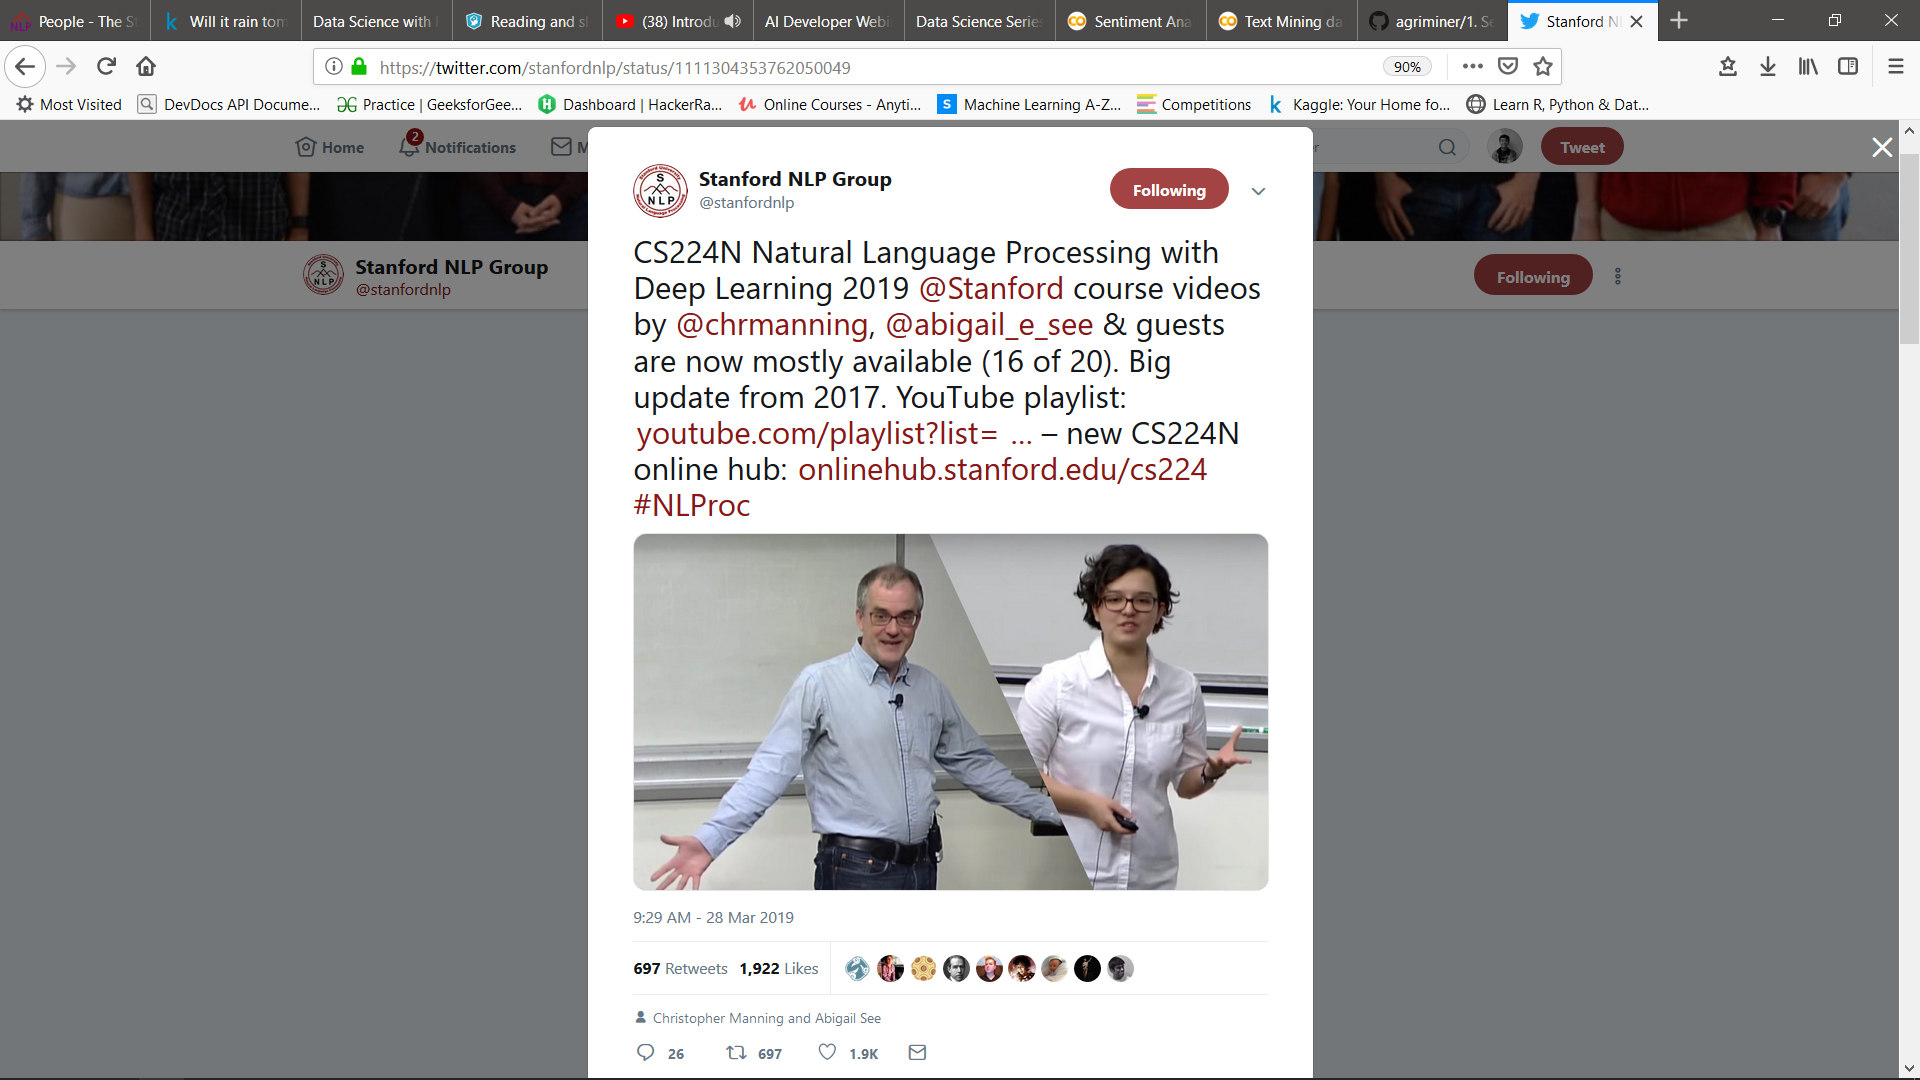 People - The S
Will it rain tom
Data Science with
Reading and s
(38) Introdu
AI Developer Webi
Data Science Serie
Sentiment Ana
Text Mining da
agriminer/1. Se
Stanford N
https://twitter.com/stanfordnlp/status/1111304353762050049
90%
Most Visited
DevDocs API Docume...
Practice | GeeksforGee...
Dashboard | HackerRa...
Online Courses - Anyti...
Machine Learning A-Z...
Competitions
Kaggle: Your Home fo...
Learn R, Python & Dat...
Home
2
Notifications
M
Tweet
Stanford NLP Group
@stanfordnlp
Following
Stanford NLP Group
@stanfordnlp
Following
CS224N Natural Language Processing with
Deep Learning 2019 @Stanford course videos
by @chrmanning, @abigail_e_see & guests
are now mostly available (16 of 20). Big
update from 2017. YouTube playlist:
youtube.com/playlist?list= … – new CS224N
online hub: onlinehub.stanford.edu/cs224
#NLProc
9:29 AM - 28 Mar 2019
697 Retweets 1,922 Likes
Christopher Manning and Abigail See
26
697
1.9K